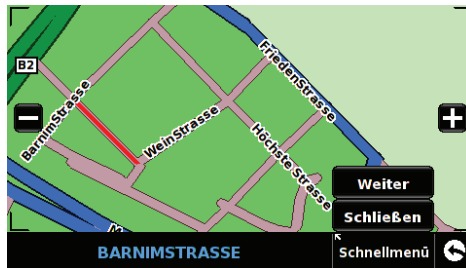 FriedenStrasse
B2
BarnimStrasse
WeinStrasse
Höchste Strasse
Weiter
Schließen
BARNIMSTRASSE
Schnellmenü